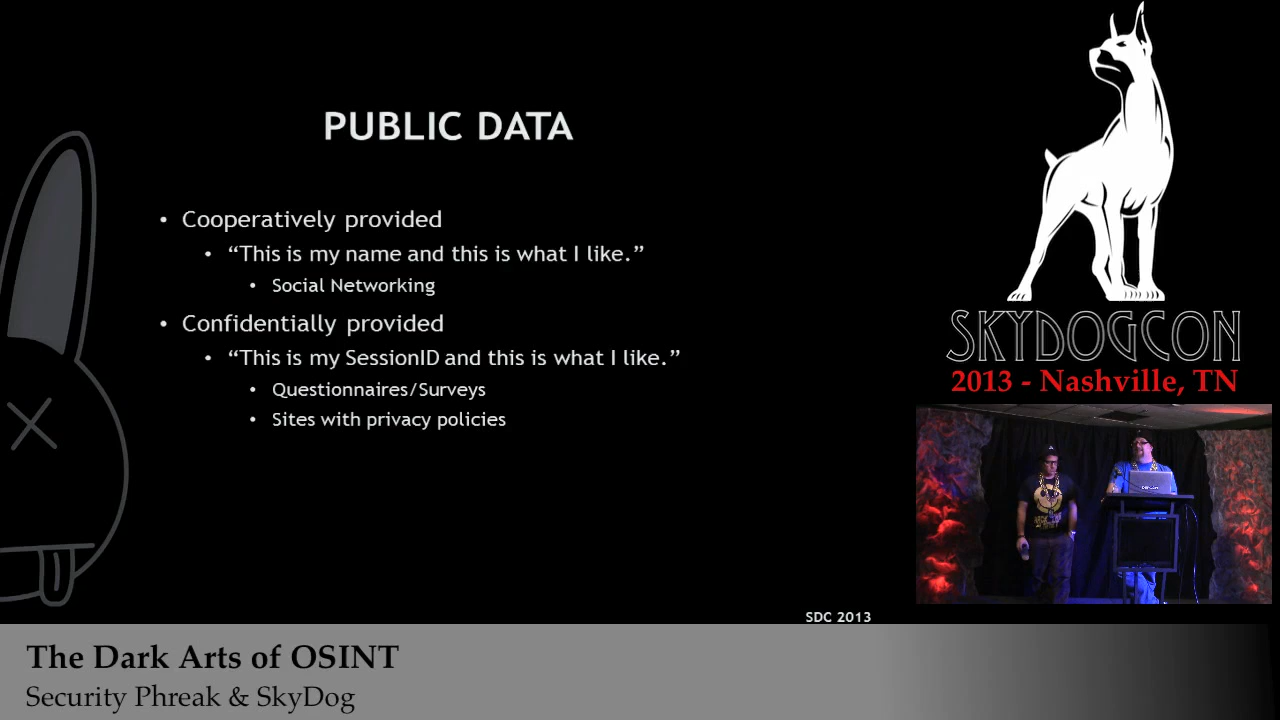 PUBLIC DATA
• Cooperatively provided
• “This is my name and this is what I like.”
• Social Networking
• Confidentially provided
• “This is my SessionID and this is what I like.”
• Questionnaires/Surveys
• Sites with privacy policies
SDC 2013
SKYDOGCON
2013 - Nashville, TN
The Dark Arts of OSINT
Security Phreak & SkyDog